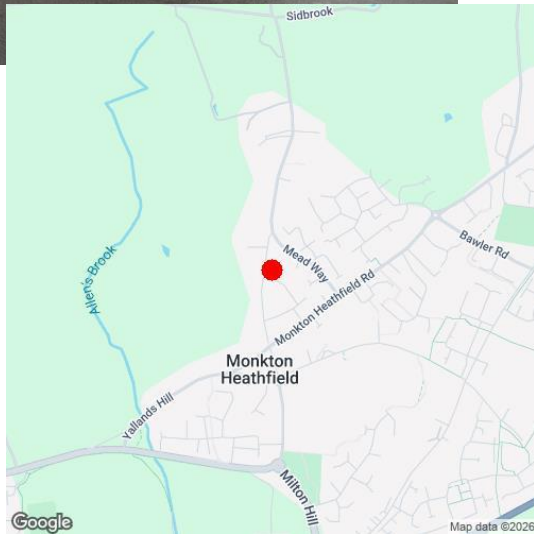 Sidbrook
Allen's Brook
Mead Way
Bawler Rd
Monkton Heathfield Rd
Monkton
Heathfield
Yallands Hill
Milton Hill
Google
Map data ©2026